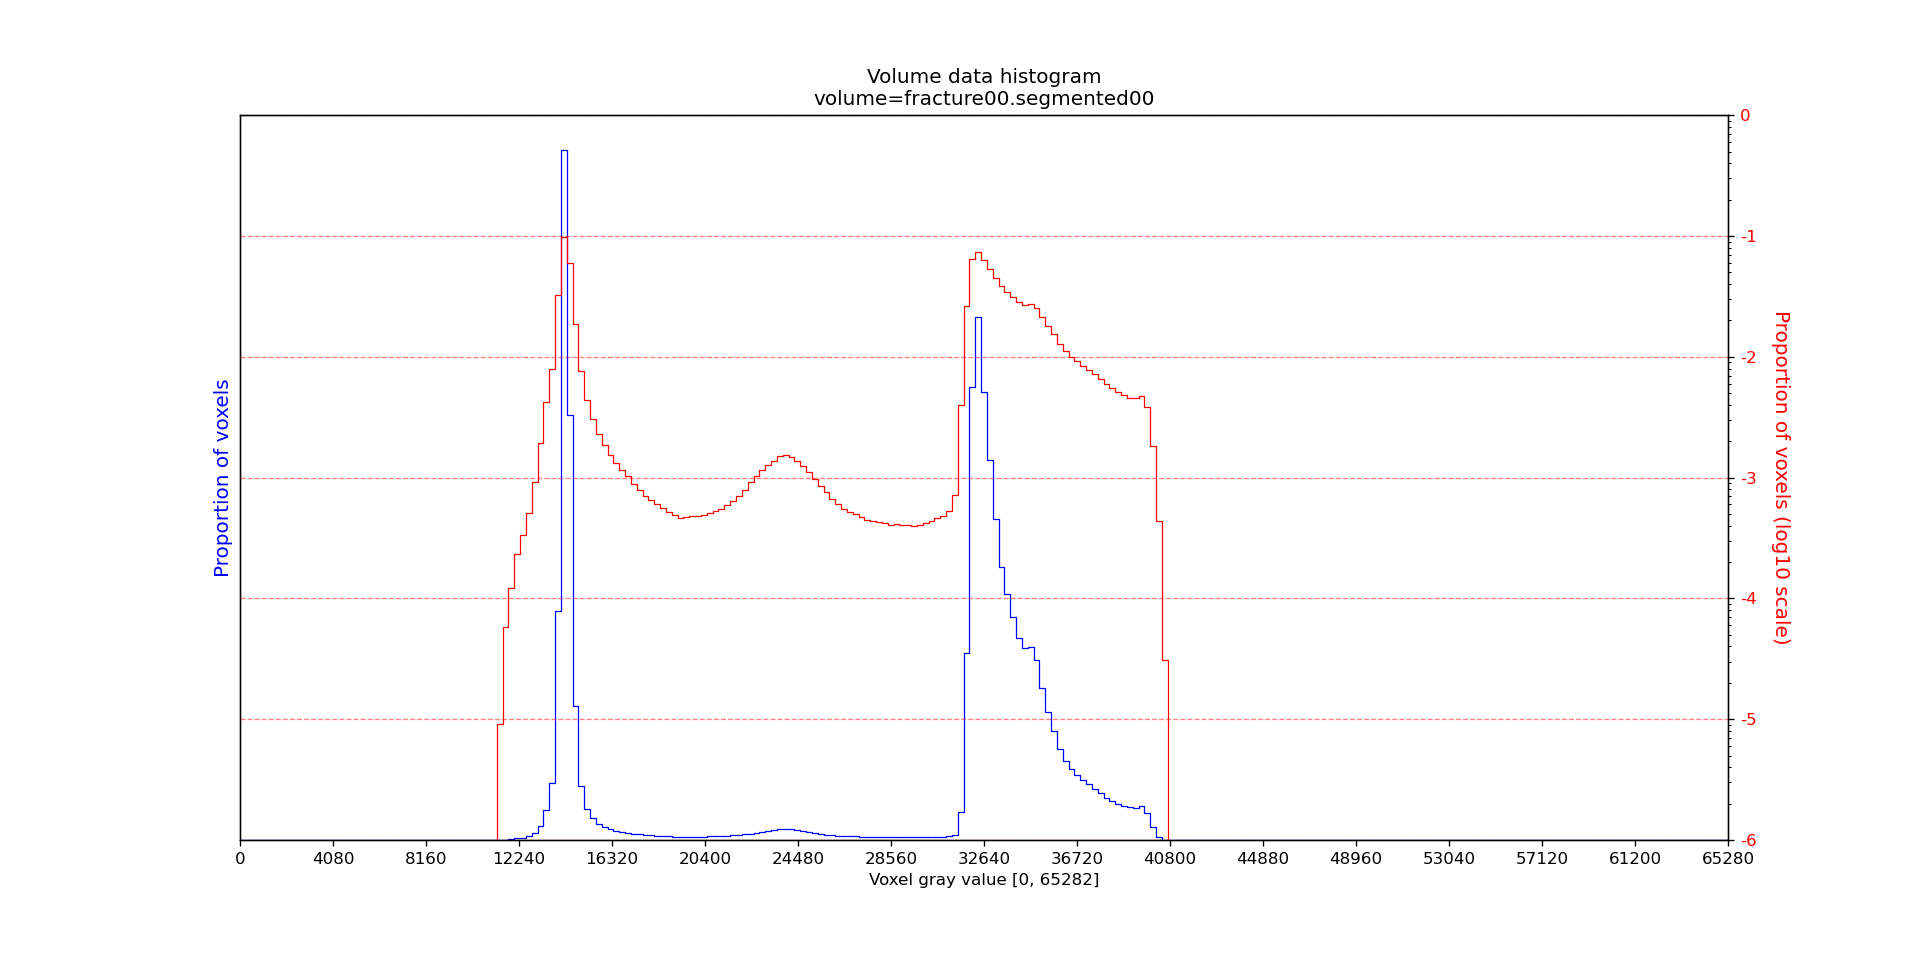 Volume data histogram
volume=fracture00.segmented00
Proportion of voxels
0
-1
-2
-3
-4
-5
-6
Proportion of voxels (log10 scale)
0 4080 8160 12240 16320 20400 24480 28560 32640 36720 40800 44880 48960 53040 57120 61200 65280
Voxel gray value [0, 65282]